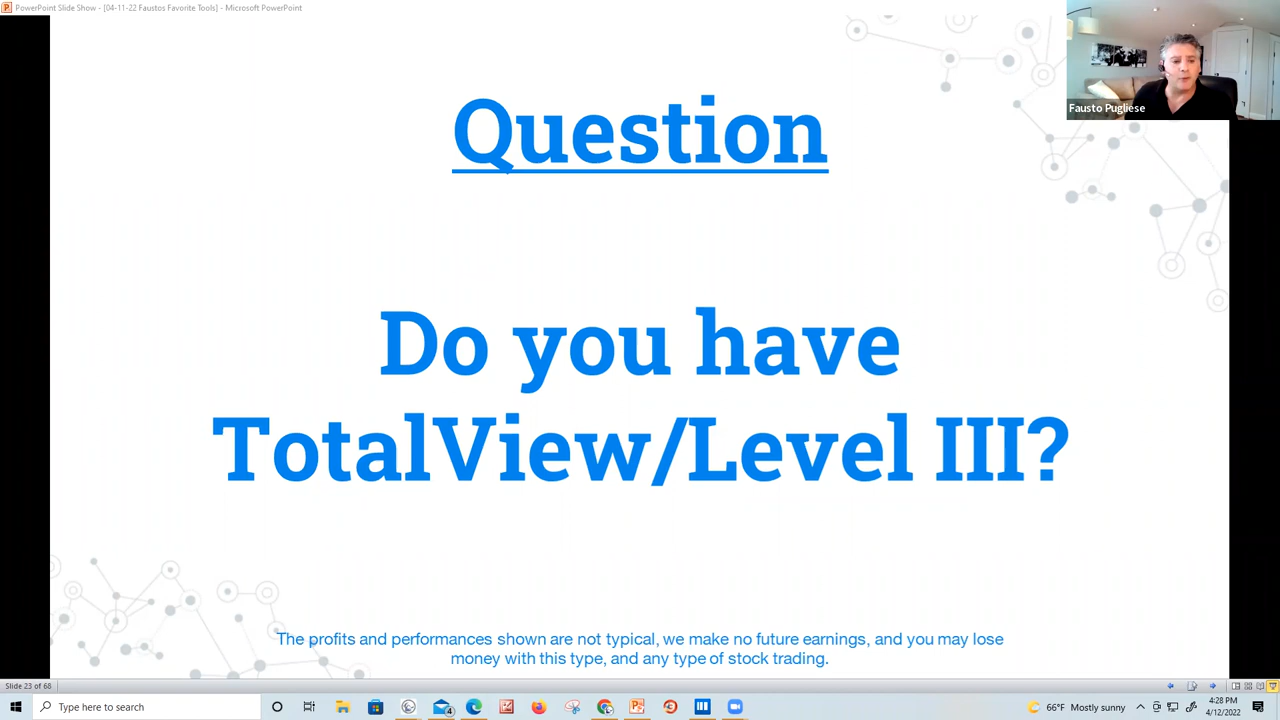 PowerPoint Slide Show - [04-11-22 Faustos Favorite Tools] - Microsoft PowerPoint
Fausto Pugliese
Question
Do you have
TotalView/Level III?
The profits and performances shown are not typical, we make no future earnings, and you may lose
money with this type, and any type of stock trading.
Slide 23 of 68
Type here to search
4
66°F Mostly sunny
4:28 PM
4/12/2022